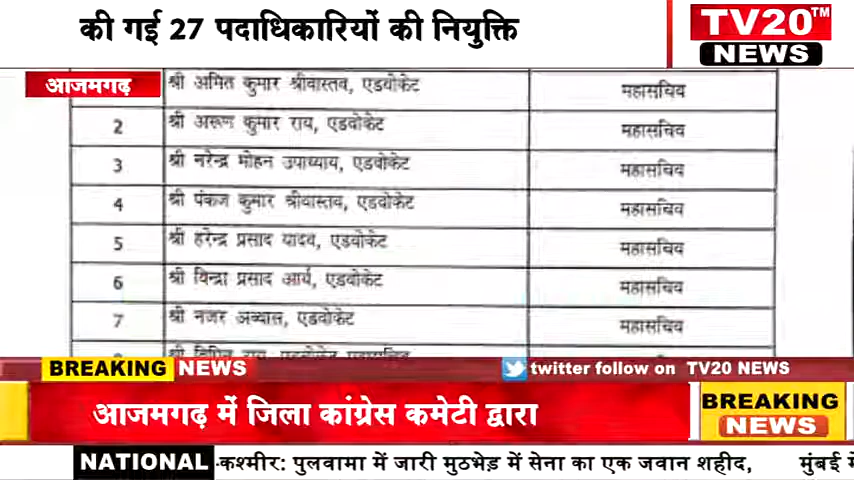 की गई 27 पदाधिकारियों की नियुक्ति
TV20™
NEWS
आजमगढ़
श्री अमित कुमार श्रीवास्तव, एडवोकेट महासचिव
2 श्री अरूण कुमार राय, एडवोकेट महासचिव
3 श्री नरेन्द्र मोहन उपाध्याय, एडवोकेट महासचिव
4 श्री पंकज कुमार श्रीवास्तव, एडवोकेट महासचिव
5 श्री हरेन्द्र प्रसाद यादव, एडवोकेट महासचिव
6 श्री विन्द्रा प्रसाद आर्य, एडवोकेट महासचिव
7 श्री नजर अब्बास, एडवोकेट महासचिव
BREAKING NEWS
twitter follow on TV20 NEWS
आजमगढ़ में जिला कांग्रेस कमेटी द्वारा
BREAKING
NEWS
NATIONAL
-कश्मीर: पुलवामा में जारी मुठभेड़ में सेना का एक जवान शहीद, मुंबई में